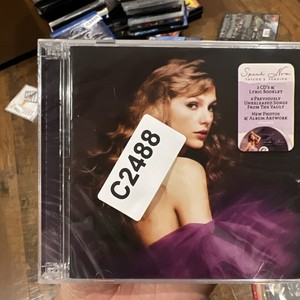 Speak Now
TAYLOR'S VERSION
2 CD's &
Lyric Booklet
6 Previously
Unreleased Songs
From The Vault
New Photos
& Album Artwork
C2488